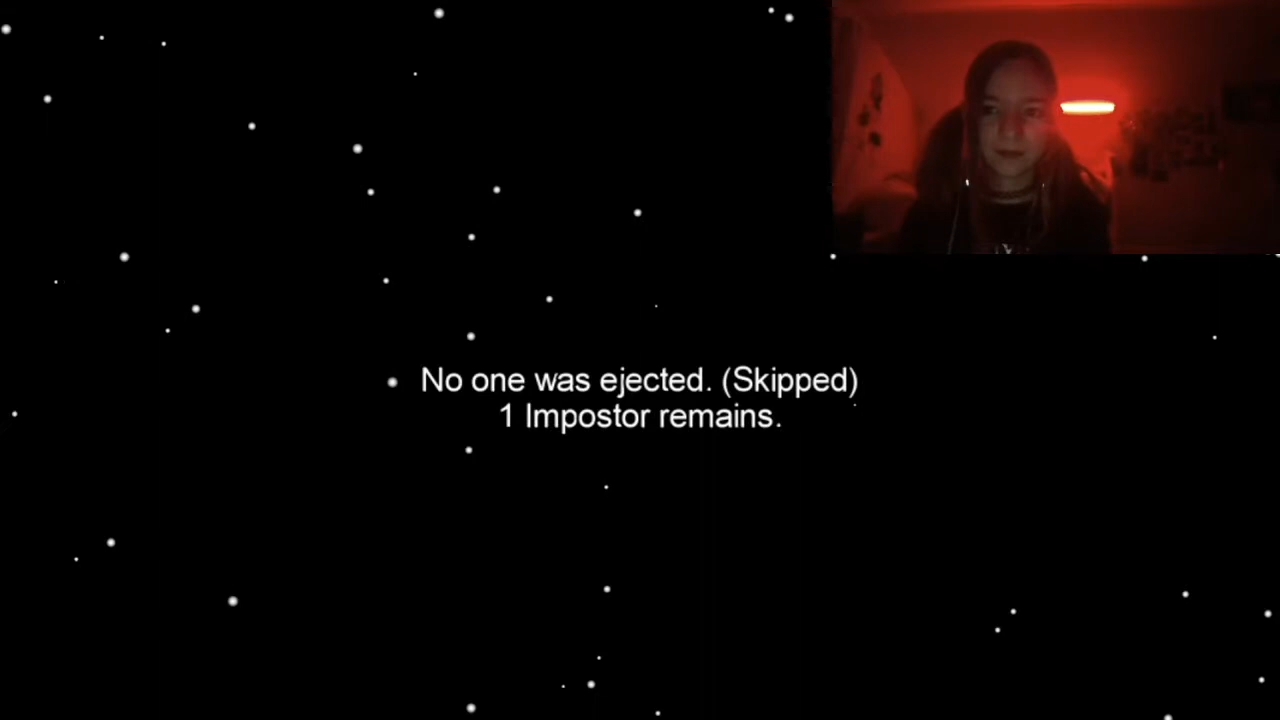 No one was ejected. (Skipped)
1 Impostor remains.